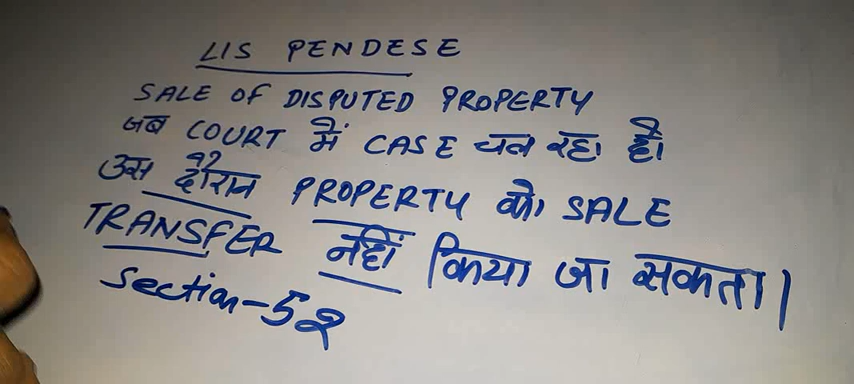 LIS PENDESE
SALE OF DISPUTED PROPERTY
जब COURT में CASE चल रहा है।
उस दौरान PROPERTY को SALE
TRANSFER नहीं किया जा सकता।
Section-52